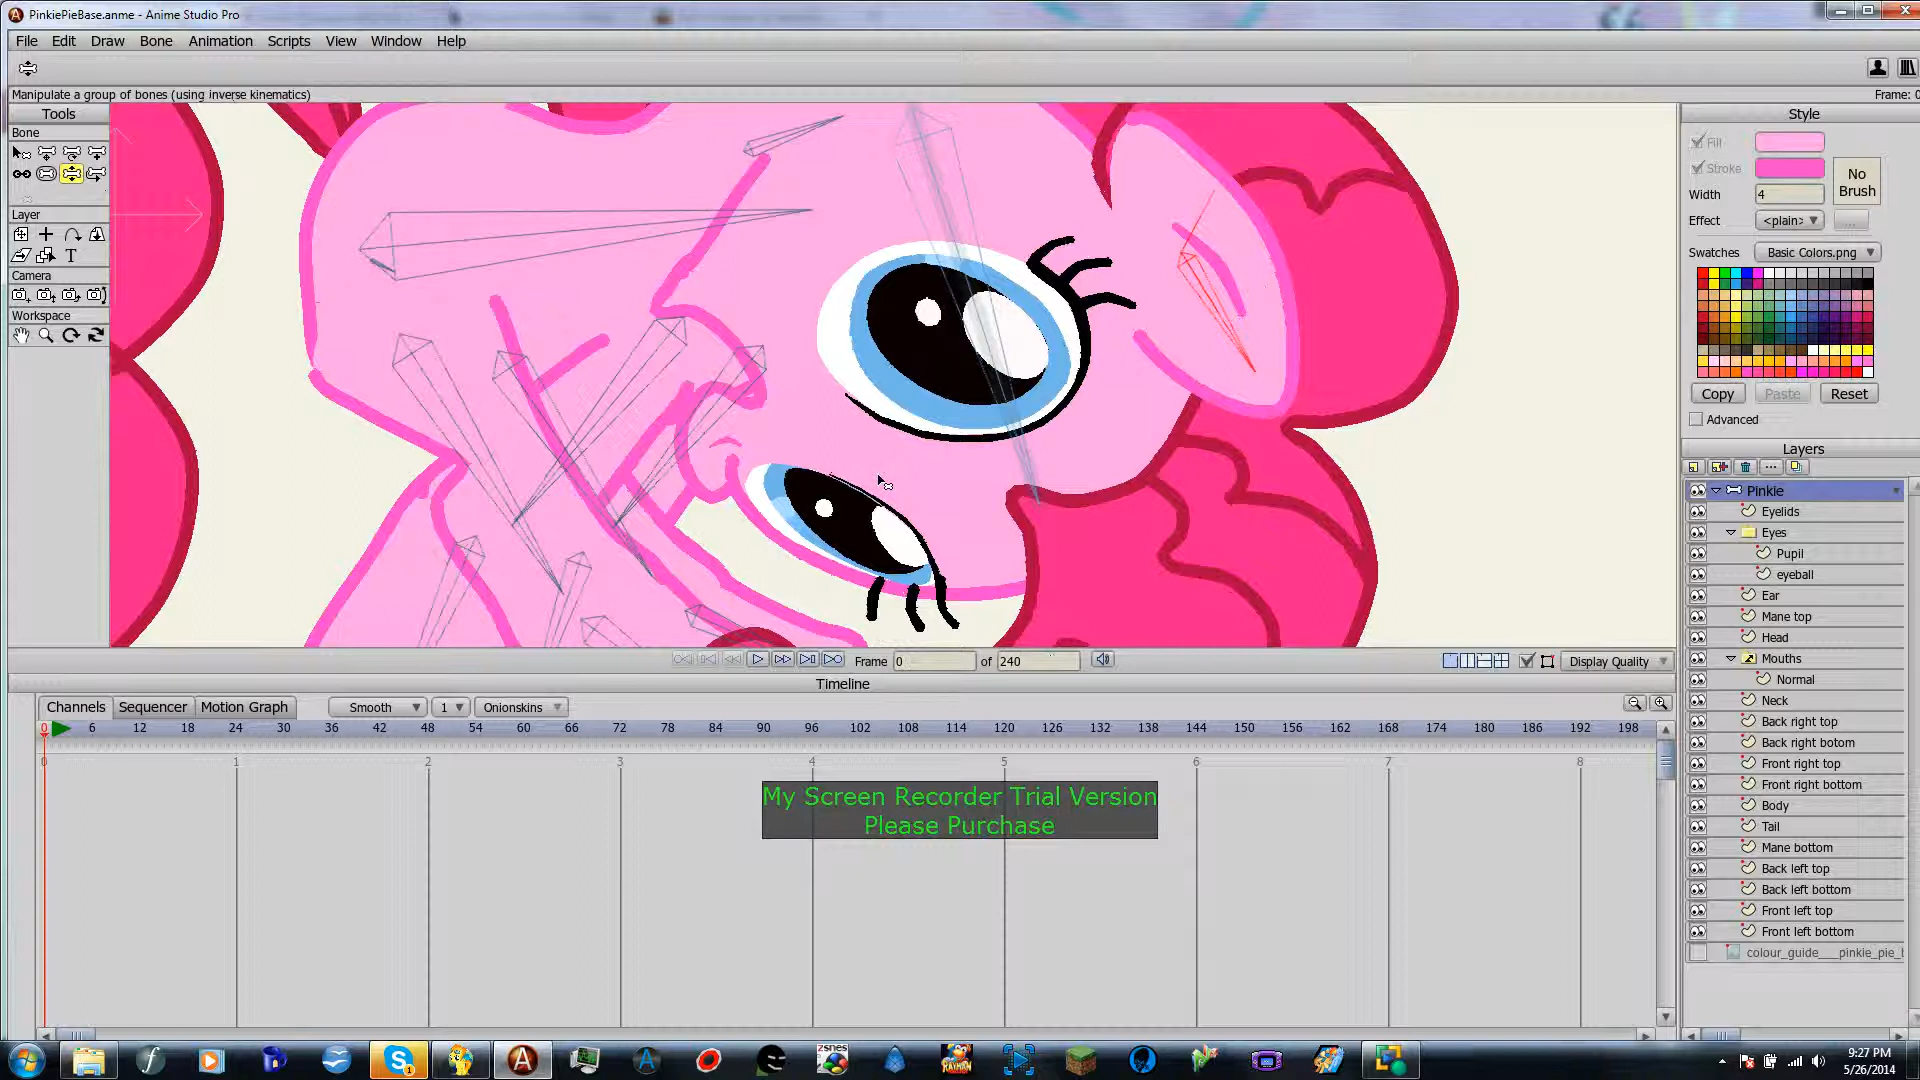 PinkiePieBase.anme - Anime Studio Pro
File Edit Draw Bone Animation Scripts View Window Help
Manipulate a group of bones (using inverse kinematics)
Frame: 0
Tools
Bone
Layer
T
Camera
Workspace
Style
Fill
Stroke
No Brush
Width 4
Effect <plain>
...
Swatches Basic Colors.png
Copy Paste Reset
Advanced
Layers
Pinkie
Eyelids
Eyes
Pupil
eyeball
Ear
Mane top
Head
Mouths
Normal
Neck
Back right top
Back right botom
Front right top
Front right bottom
Body
Tail
Mane bottom
Back left top
Back left bottom
Front left top
Front left bottom
colour_guide___pinkie_pie_
Frame 0 of 240
Display Quality
Timeline
Channels Sequencer Motion Graph Smooth 1 Onionskins
0 6 12 18 24 30 36 42 48 54 60 66 72 78 84 90 96 102 108 114 120 126 132 138 144 150 156 162 168 174 180 186 192 198
0 1 2 3 4 5 6 7 8
My Screen Recorder Trial Version
Please Purchase
9:27 PM
5/26/2014